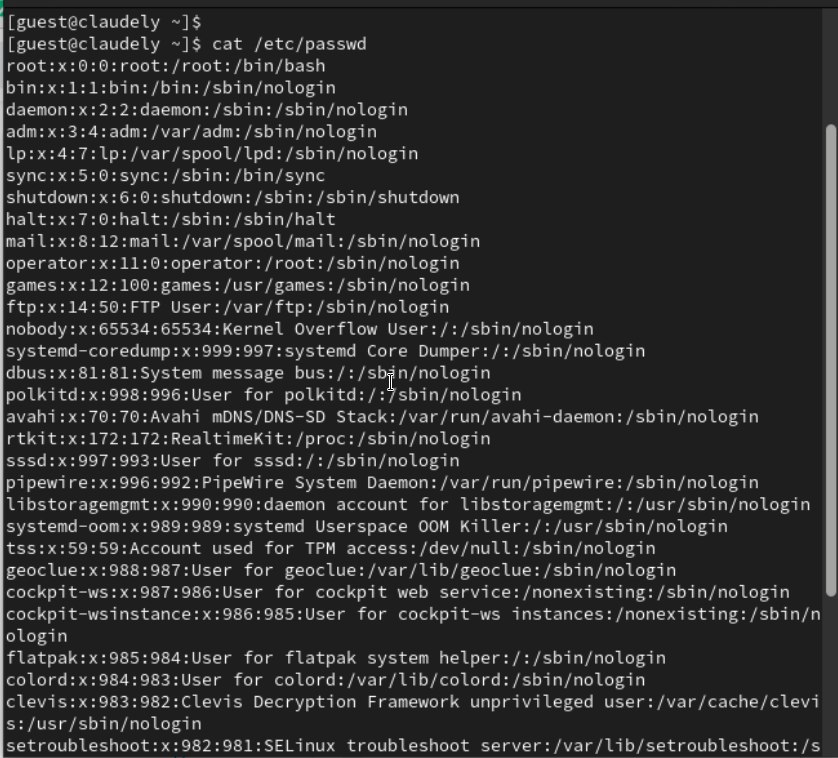 [guest@claudely ~]$
[guest@claudely ~]$ cat /etc/passwd
root:x:0:0:root:/root:/bin/bash
bin:x:1:1:bin:/bin:/sbin/nologin
daemon:x:2:2:daemon:/sbin:/sbin/nologin
adm:x:3:4:adm:/var/adm:/sbin/nologin
lp:x:4:7:lp:/var/spool/lpd:/sbin/nologin
sync:x:5:0:sync:/sbin:/bin/sync
shutdown:x:6:0:shutdown:/sbin:/sbin/shutdown
halt:x:7:0:halt:/sbin:/sbin/halt
mail:x:8:12:mail:/var/spool/mail:/sbin/nologin
operator:x:11:0:operator:/root:/sbin/nologin
games:x:12:100:games:/usr/games:/sbin/nologin
ftp:x:14:50:FTP User:/var/ftp:/sbin/nologin
nobody:x:65534:65534:Kernel Overflow User:/:/sbin/nologin
systemd-coredump:x:999:997:systemd Core Dumper:/:/sbin/nologin
dbus:x:81:81:System message bus:/:/sbin/nologin
polkitd:x:998:996:User for polkitd:/:/sbin/nologin
avahi:x:70:70:Avahi mDNS/DNS-SD Stack:/var/run/avahi-daemon:/sbin/nologin
rtkit:x:172:172:RealtimeKit:/proc:/sbin/nologin
sssd:x:997:993:User for sssd:/:/sbin/nologin
pipewire:x:996:992:PipeWire System Daemon:/var/run/pipewire:/sbin/nologin
libstoragemgmt:x:990:990:daemon account for libstoragemgmt:/:/usr/sbin/nologin
systemd-oom:x:989:989:systemd Userspace OOM Killer:/:/usr/sbin/nologin
tss:x:59:59:Account used for TPM access:/dev/null:/sbin/nologin
geoclue:x:988:987:User for geoclue:/var/lib/geoclue:/sbin/nologin
cockpit-ws:x:987:986:User for cockpit web service:/nonexisting:/sbin/nologin
cockpit-wsinstance:x:986:985:User for cockpit-ws instances:/nonexisting:/sbin/n
ologin
flatpak:x:985:984:User for flatpak system helper:/:/sbin/nologin
colord:x:984:983:User for colord:/var/lib/colord:/sbin/nologin
clevis:x:983:982:Clevis Decryption Framework unprivileged user:/var/cache/clevi
s:/usr/sbin/nologin
setroubleshoot:x:982:981:SELinux troubleshoot server:/var/lib/setroubleshoot:/s